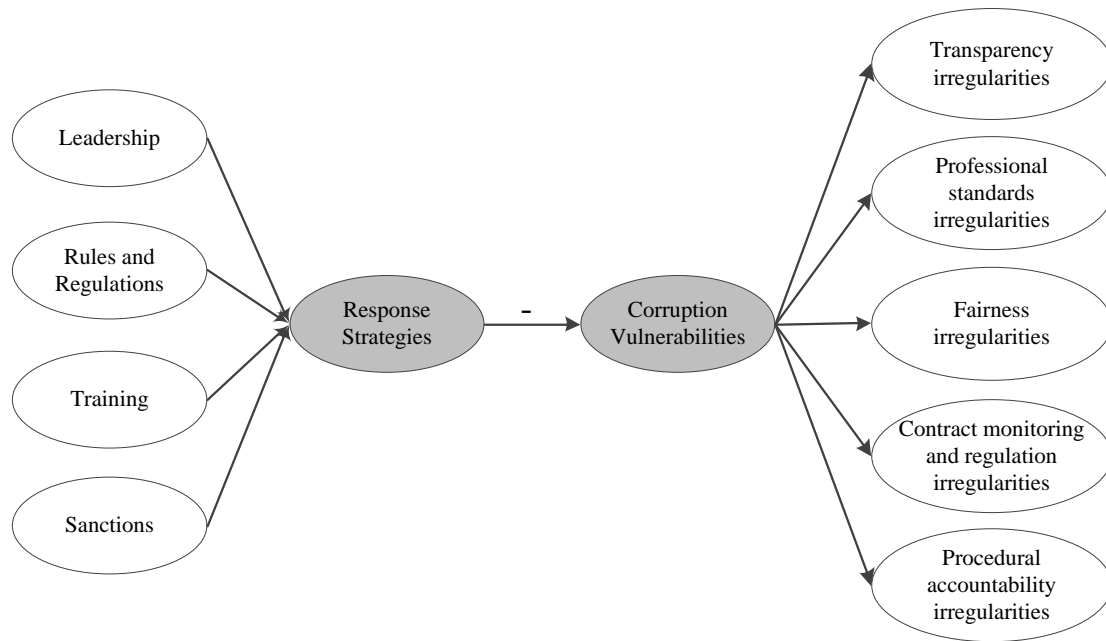 Leadership
Rules and
Regulations
Training
Sanctions
Response
Strategies
-
Corruption
Vulnerabilities
Transparency
irregularities
Professional
standards
irregularities
Fairness
irregularities
Contract monitoring
and regulation
irregularities
Procedural
accountability
irregularities